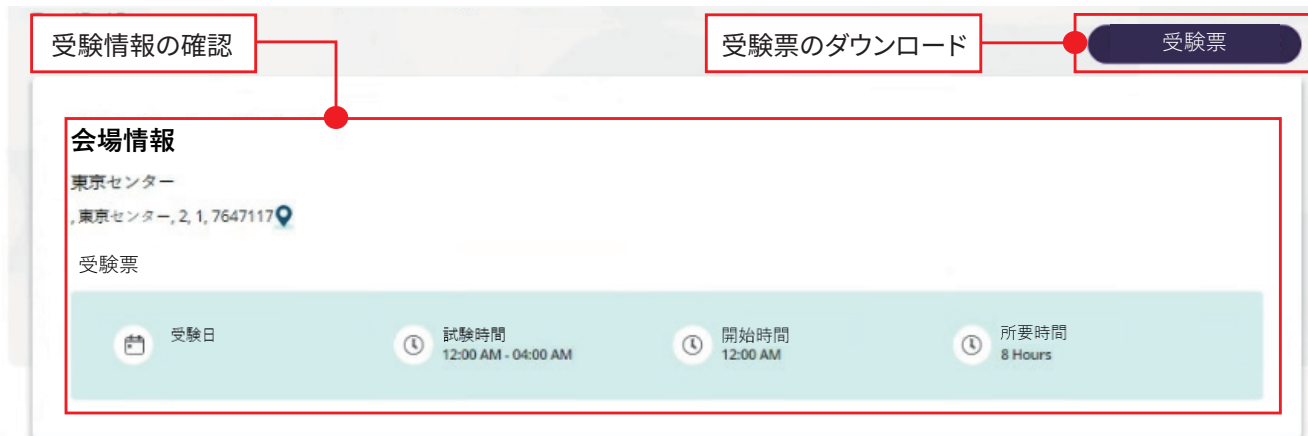 受験情報の確認
受験票のダウンロード
受験票
会場情報
東京センター
, 東京センター, 2, 1, 7647117
受験票
受験日
試験時間
12:00 AM - 04:00 AM
開始時間
12:00 AM
所要時間
8 Hours